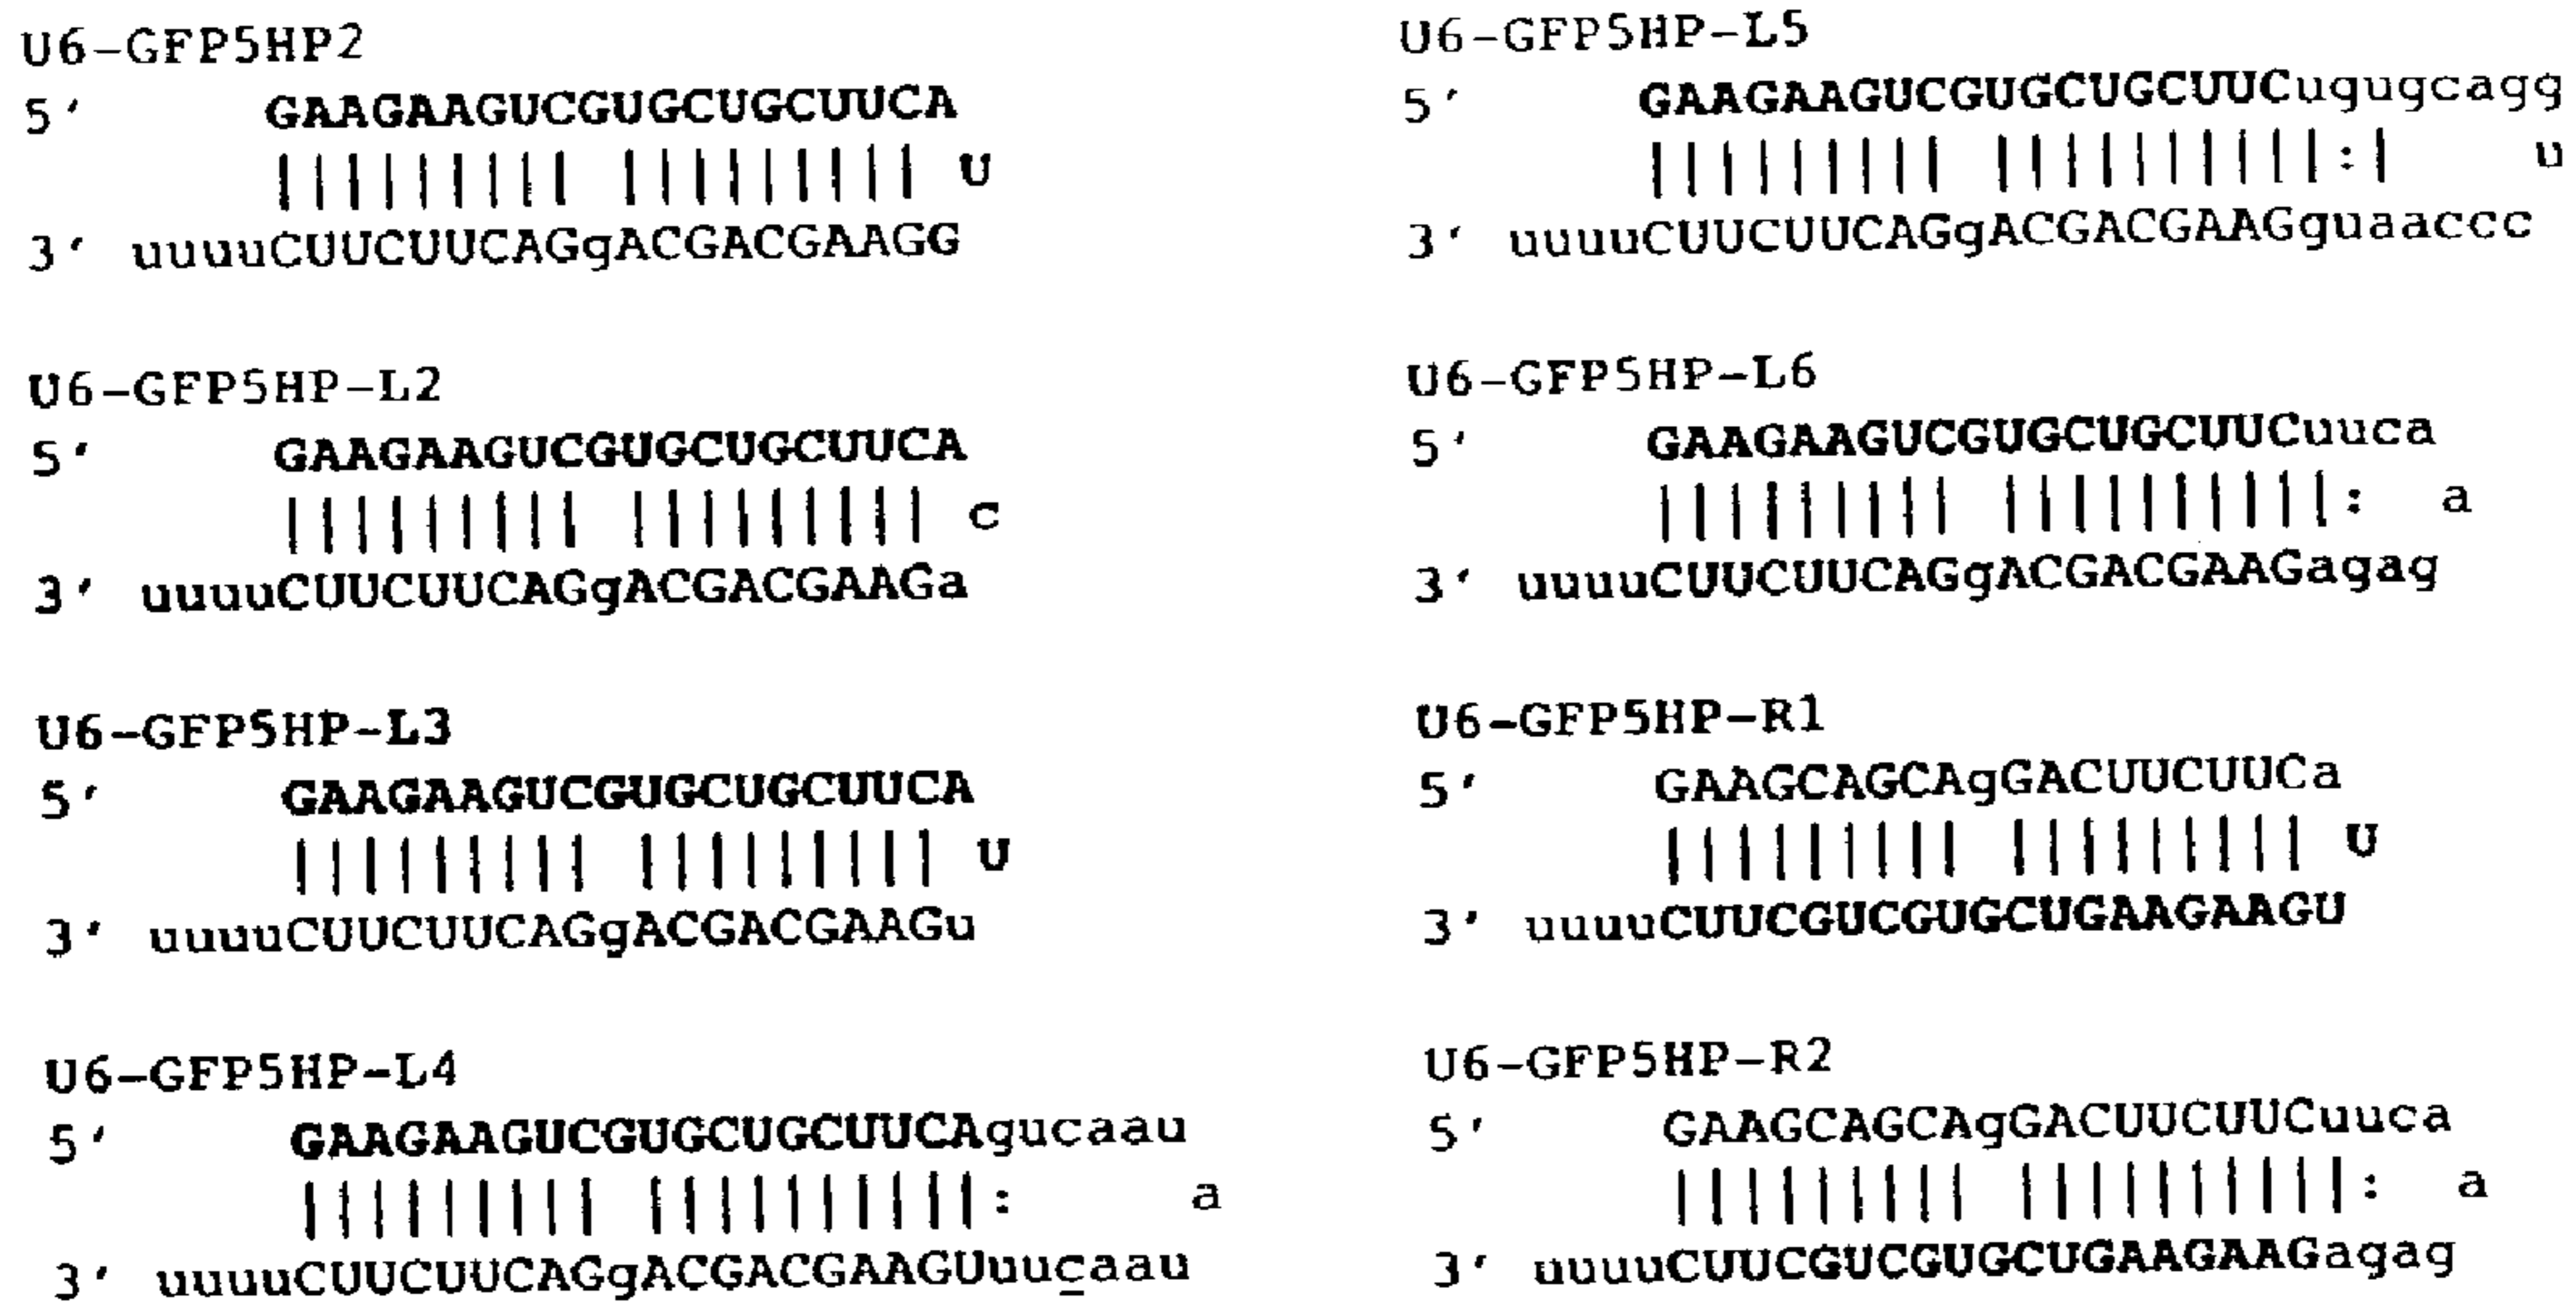 U6-GFP5HP2
5' GAAGAAGUCGUGCUGCUUCA
||||||||| ||||||||| U
3' uuuuCUUCUUCAGgACGACGAAGG
U6-GFP5HP-L2
5' GAAGAAGUCGUGCUGCUUCA
||||||||| ||||||||| c
3' uuuuCUUCUUCAGgACGACGAAGa
U6-GFP5HP-L3
5' GAAGAAGUCGUGCUGCUUCA
||||||||| ||||||||| U
3' uuuuCUUCUUCAGgACGACGAAGu
U6-GFP5HP-L4
5' GAAGAAGUCGUGCUGCUUCAgucaau
||||||||| ||||||||||: a
3' uuuuCUUCUUCAGgACGACGAAGUuucaau
U6-GFP5HP-L5
5' GAAGAAGUCGUGCUGCUUCugugcagg
||||||||| ||||||||||:| u
3' uuuuCUUCUUCAGgACGACGAAGguaaccc
U6-GFP5HP-L6
5' GAAGAAGUCGUGCUGCUUCuuca
||||||||| ||||||||||: a
3' uuuuCUUCUUCAGgACGACGAAGagag
U6-GFP5HP-R1
5' GAAGCAGCAgGACUUCUUCa
||||||||| ||||||||| U
3' uuuuCUUCGUCGUGCUGAAGAAGU
U6-GFP5HP-R2
5' GAAGCAGCAgGACUUCUUCuuca
||||||||| ||||||||||: a
3' uuuuCUUCGUCGUGCUGAAGAAGagag